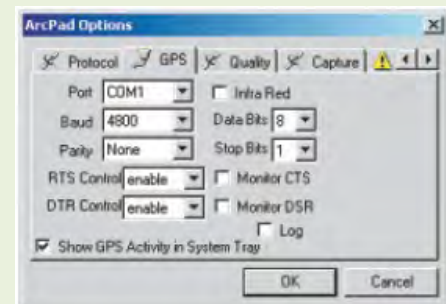 ArcPad Options
Protocol GPS Quality Capture
Port COM1 Infra Red
Baud 4800 Data Bits 8
Parity None Stop Bits 1
RTS Control enable Monitor CTS
DTR Control enable Monitor DSR
Log
Show GPS Activity in System Tray
OK Cancel